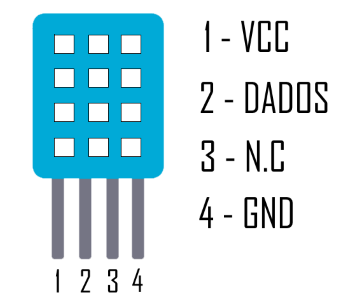 1 - VCC
2 - DADOS
3 - N.C
4 - GND
1 2 3 4